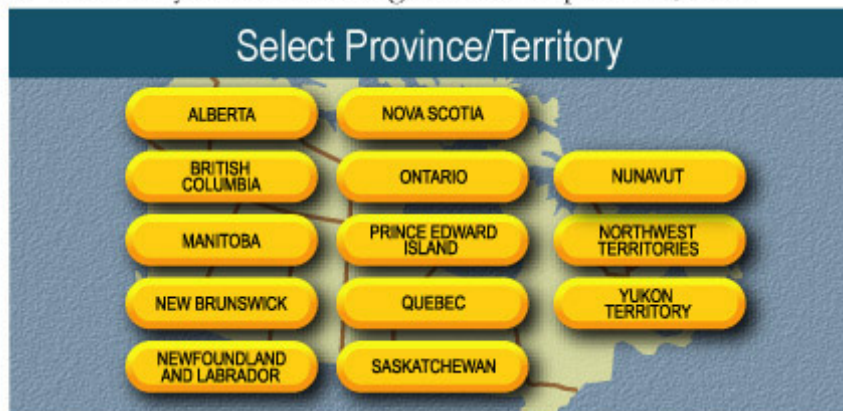 Select Province/Territory
ALBERTA
BRITISH
COLUMBIA
MANITOBA
NEW BRUNSWICK
NEWFOUNDLAND
AND LABRADOR
NOVA SCOTIA
ONTARIO
PRINCE EDWARD
ISLAND
QUEBEC
SASKATCHEWAN
NUNAVUT
NORTHWEST
TERRITORIES
YUKON
TERRITORY